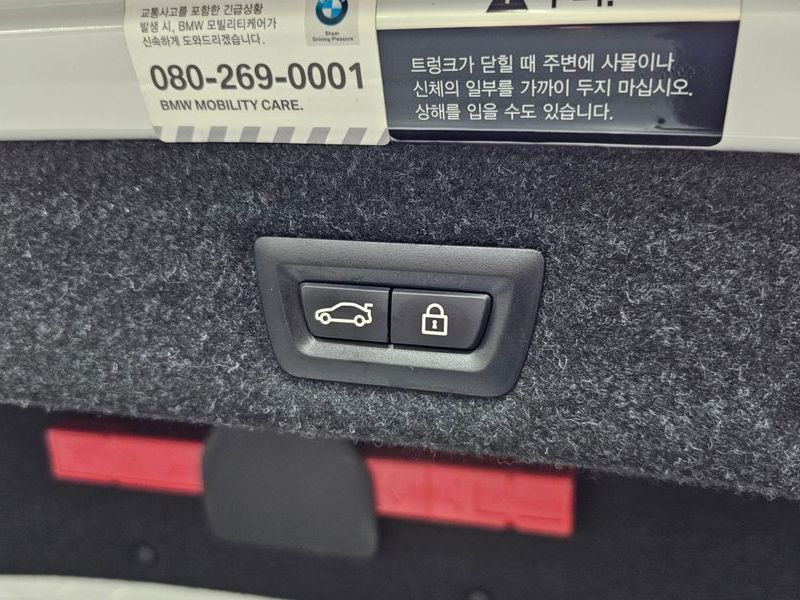 교통사고를 포함한 긴급상황
발생 시, BMW 모빌리티케어가
신속하게 도와드리겠습니다.
080-269-0001
BMW MOBILITY CARE.
BMW
Sheer
Driving Pleasure
트렁크가 닫힐 때 주변에 사물이나
신체의 일부를 가까이 두지 마십시오.
상해를 입을 수도 있습니다.